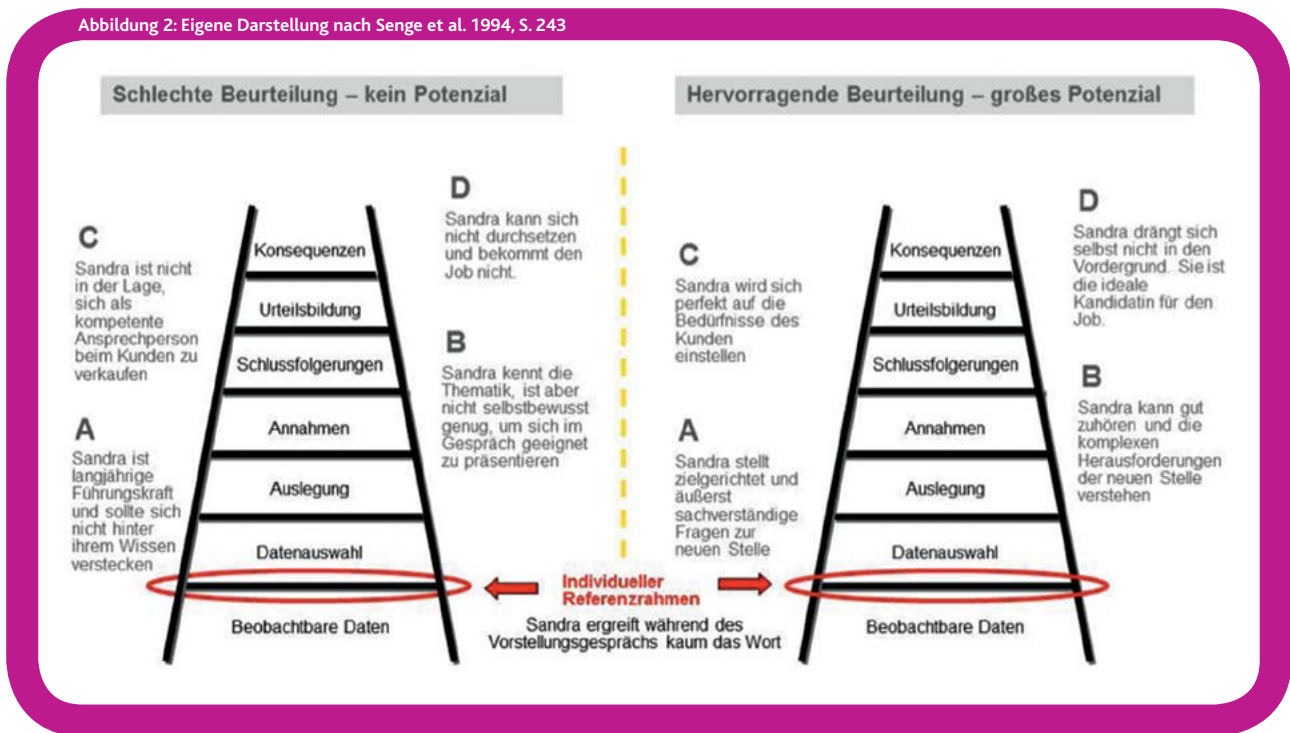 Abbildung 2: Eigene Darstellung nach Senge et al. 1994, S. 243
Schlechte Beurteilung – kein Potenzial
C
Sandra ist nicht
in der Lage,
sich als
kompetente
Ansprechperson
beim Kunden zu
verkaufen
A
Sandra ist
langjährige
Führungskraft
und sollte sich
nicht hinter
ihrem Wissen
verstecken
Konsequenzen
Urteilsbildung
Schlussfolgerungen
Annahmen
Auslegung
Datenauswahl
Beobachtbare Daten
D
Sandra kann sich
nicht durchsetzen
und bekommt den
Job nicht.
B
Sandra kennt die
Thematik, ist aber
nicht selbstbewusst
genug, um sich im
Gespräch geeignet
zu präsentieren
Individueller
Referenzrahmen
Sandra ergreift während des
Vorstellungsgesprächs kaum das Wort
Hervorragende Beurteilung – großes Potenzial
C
Sandra wird sich
perfekt auf die
Bedürfnisse des
Kunden
einstellen
A
Sandra stellt
zielgerichtet und
äußerst
sachverständige
Fragen zur
neuen Stelle
Konsequenzen
Urteilsbildung
Schlussfolgerungen
Annahmen
Auslegung
Datenauswahl
Beobachtbare Daten
D
Sandra drängt sich
selbst nicht in den
Vordergrund. Sie ist
die ideale
Kandidatin für den
Job.
B
Sandra kann gut
zuhören und die
komplexen
Herausforderungen
der neuen Stelle
verstehen